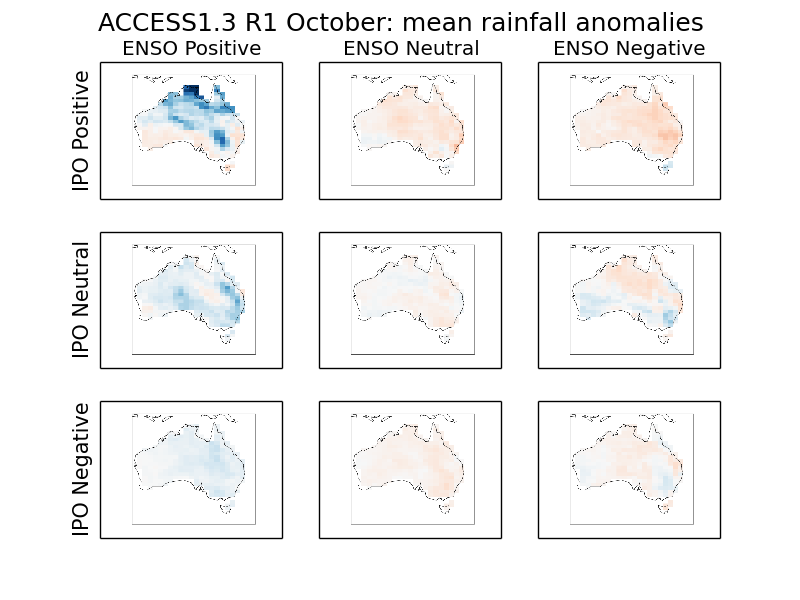 ACCESS1.3 R1 October: mean rainfall anomalies
ENSO Positive
ENSO Neutral
ENSO Negative
IPO Positive
IPO Neutral
IPO Negative